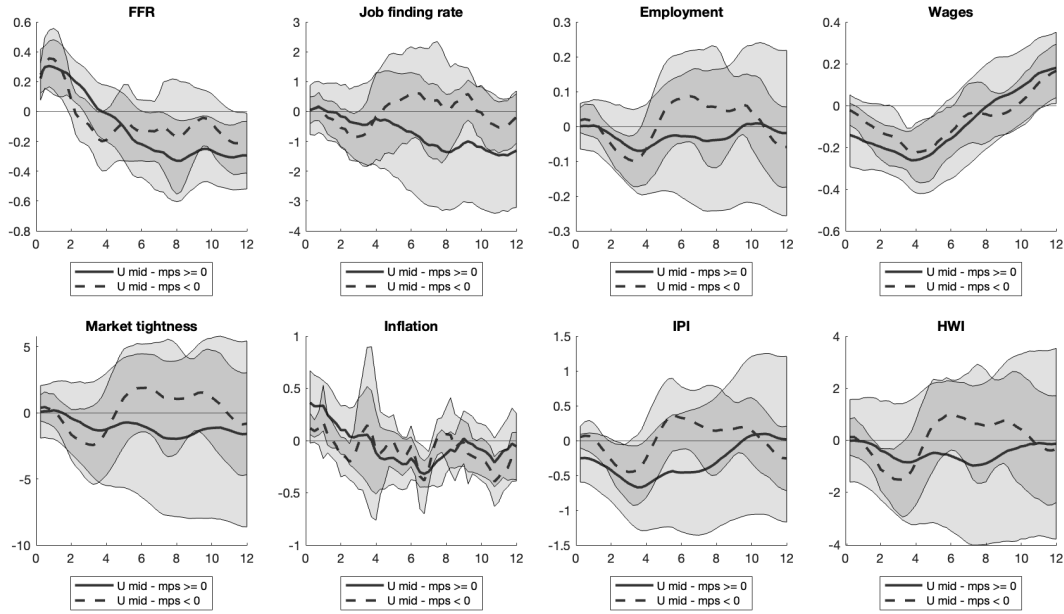 FFR
0.6
0.4
0.2
0
-0.2
-0.4
-0.6
-0.8
0 2 4 6 8 10 12
U mid - mps >= 0
U mid - mps < 0
Job finding rate
3
2
1
0
-1
-2
-3
-4
0 2 4 6 8 10 12
U mid - mps >= 0
U mid - mps < 0
Employment
0.3
0.2
0.1
0
-0.1
-0.2
-0.3
0 2 4 6 8 10 12
U mid - mps >= 0
U mid - mps < 0
Wages
0.4
0.2
0
-0.2
-0.4
-0.6
0 2 4 6 8 10 12
U mid - mps >= 0
U mid - mps < 0
Market tightness
5
0
-5
-10
0 2 4 6 8 10 12
U mid - mps >= 0
U mid - mps < 0
Inflation
1
0.5
0
-0.5
-1
0 2 4 6 8 10 12
U mid - mps >= 0
U mid - mps < 0
IPI
1.5
1
0.5
0
-0.5
-1
-1.5
0 2 4 6 8 10 12
U mid - mps >= 0
U mid - mps < 0
HWI
4
2
0
-2
-4
0 2 4 6 8 10 12
U mid - mps >= 0
U mid - mps < 0